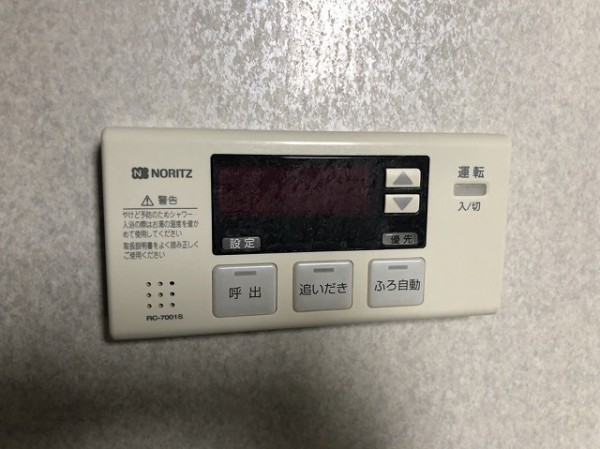 NORITZ
警告
やけど予防のためシャワー
入浴の際はお湯の温度を確か
めて使用してください
取扱説明書をよく読み正しく
ご使用ください
RC-7001S
設定
優先
呼出
追いだき
ふろ自動
運転
入/切